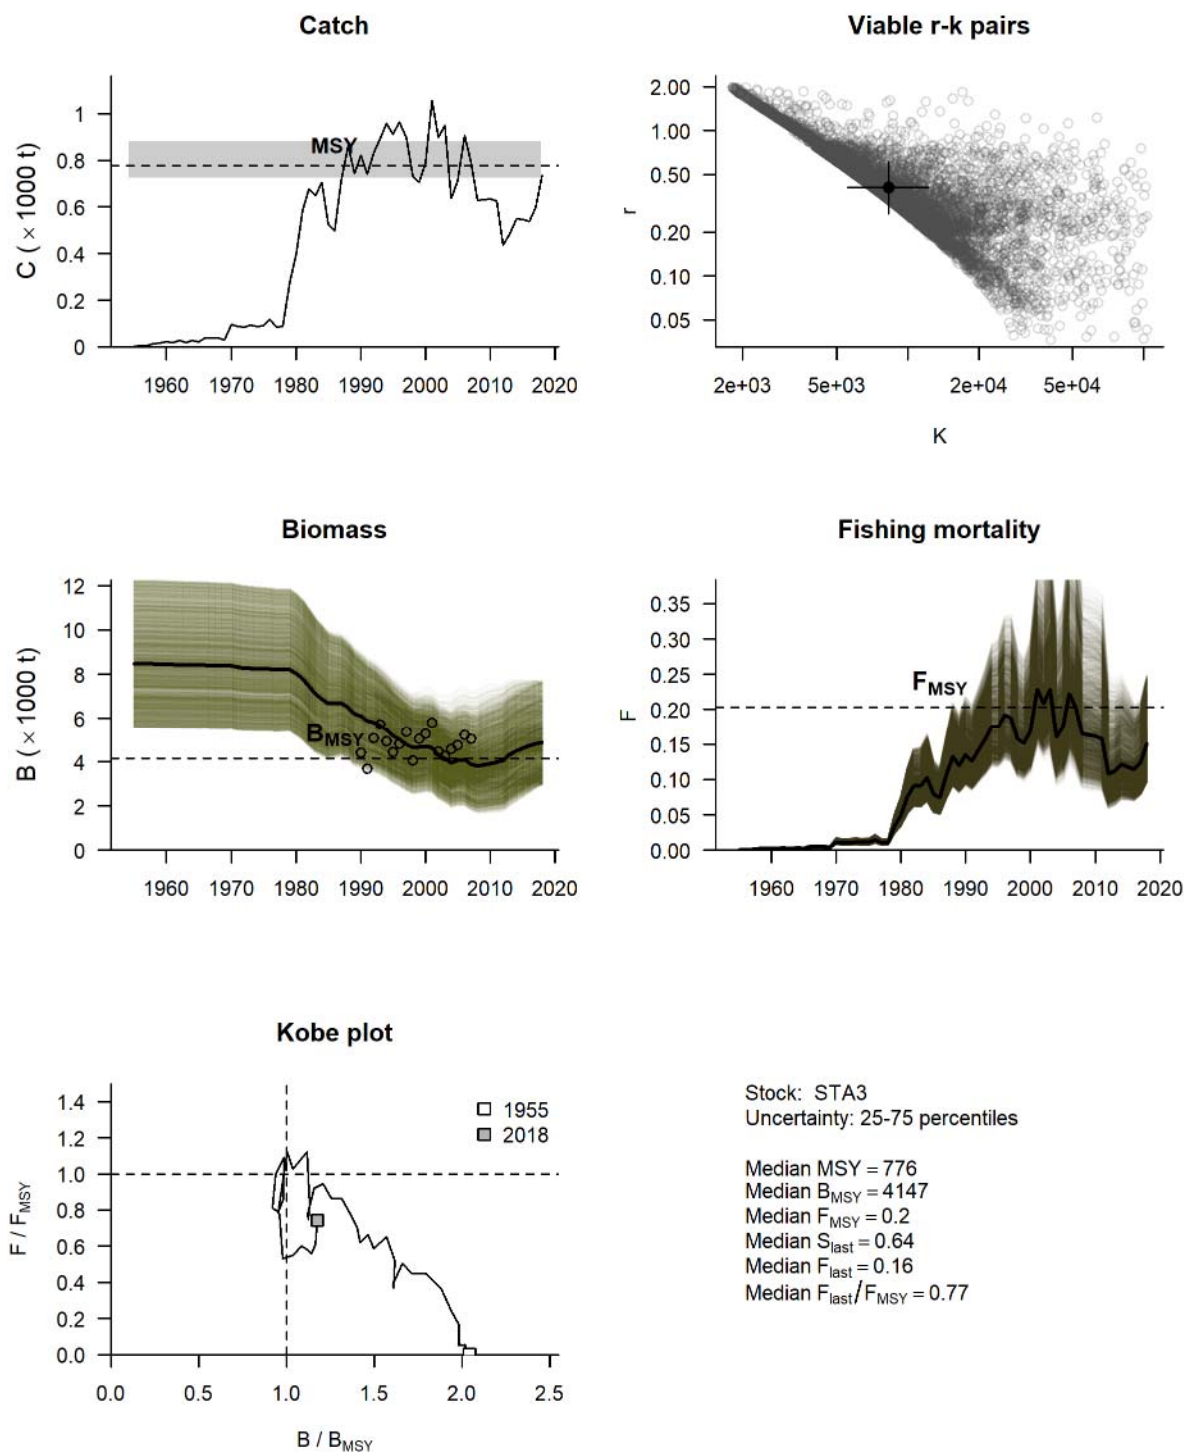 Catch
C ( × 1000 t)
1
0.8
0.6
0.4
0.2
0
MSY
1960 1970 1980 1990 2000 2010 2020
Viable r-k pairs
r
2.00
1.00
0.50
0.20
0.10
0.05
2e+03 5e+03 2e+04 5e+04
K
Biomass
B ( × 1000 t)
12
10
8
6
4
2
0
BMSY
1960 1970 1980 1990 2000 2010 2020
Fishing mortality
F
0.35
0.30
0.25
0.20
0.15
0.10
0.05
0.00
FMSY
1960 1970 1980 1990 2000 2010 2020
Kobe plot
F / FMSY
1.4
1.2
1.0
0.8
0.6
0.4
0.2
0.0
1955
2018
0.0 0.5 1.0 1.5 2.0 2.5
B / BMSY
Stock: STA3
Uncertainty: 25-75 percentiles
Median MSY = 776
Median BMSY = 4147
Median FMSY = 0.2
Median Slast = 0.64
Median Flast = 0.16
Median Flast/FMSY = 0.77